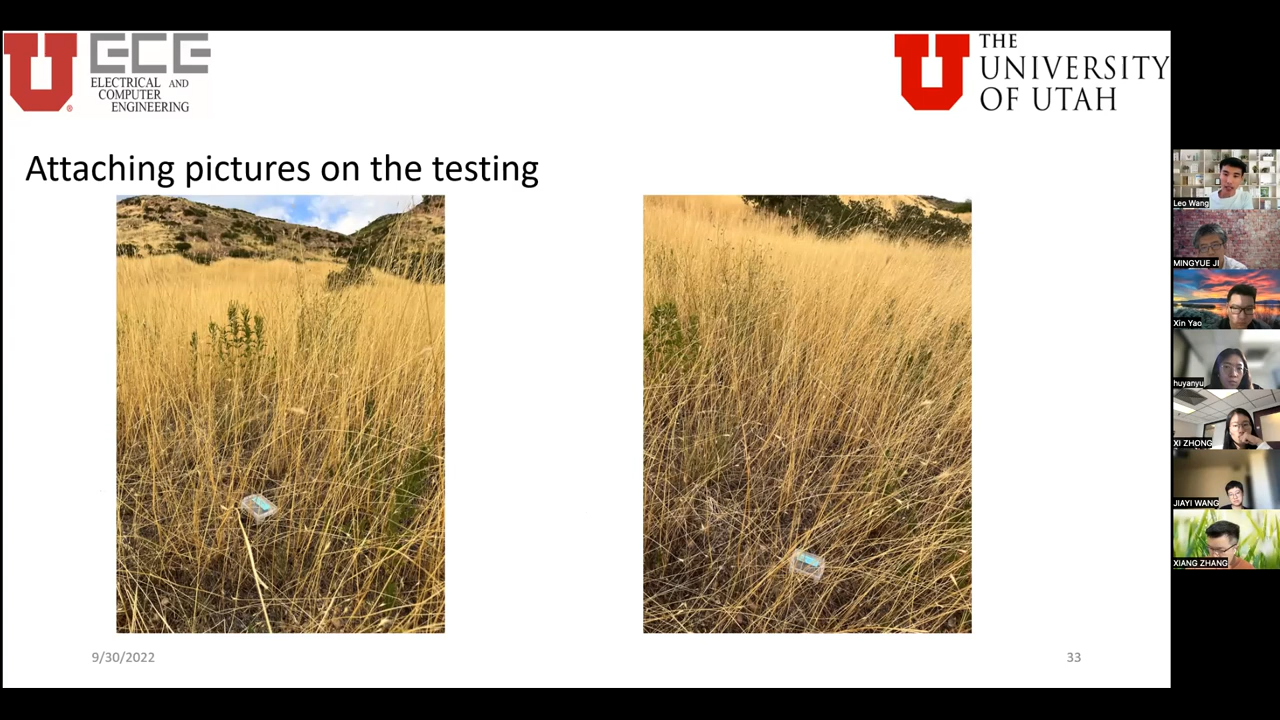 ECE
ELECTRICAL AND
COMPUTER
ENGINEERING
®
THE
UNIVERSITY
OF UTAH
Attaching pictures on the testing
9/30/2022
33
Leo Wang
MINGYUE JI
Xin Yao
huyanyu
XI ZHONG
JIAYI WANG
XIANG ZHANG